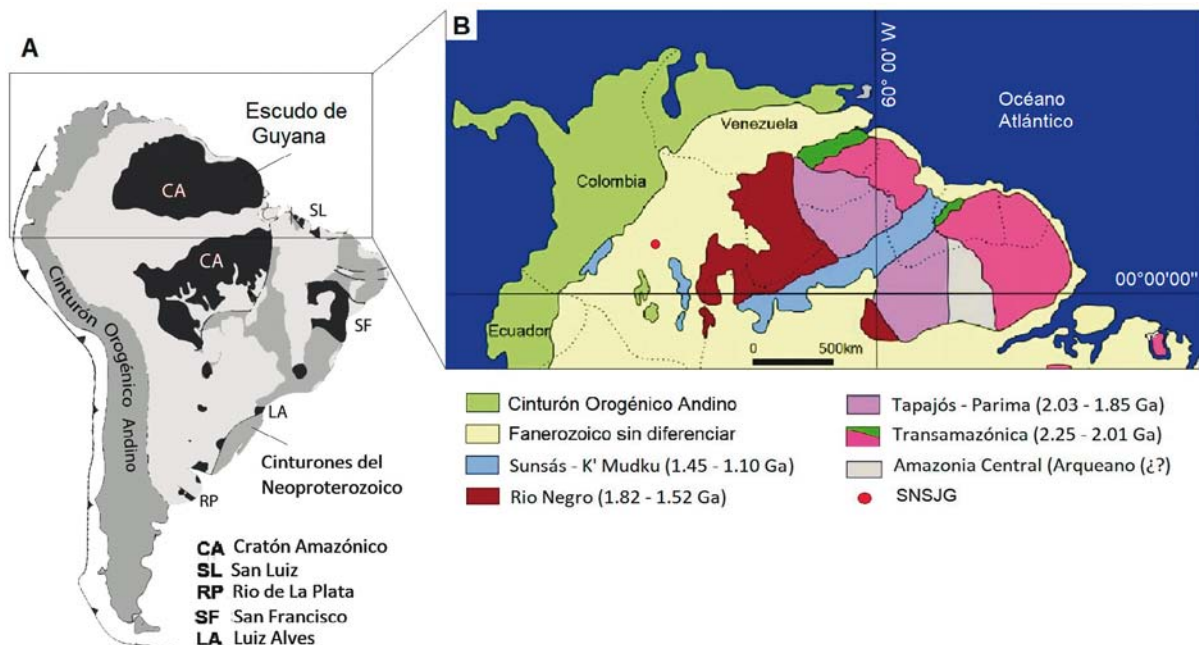 A
Escudo de
Guyana
CA
SL
CA
SF
Cinturón Orogénico Andino
LA
Cinturones del
Neoproterozoico
RP
CA Cratón Amazónico
SL San Luiz
RP Rio de La Plata
SF San Francisco
LA Luiz Alves
B
60° 00' W
Océano
Atlántico
Venezuela
Colombia
00°00'00"
Ecuador
0 500km
Cinturón Orogénico Andino
Fanerozoico sin diferenciar
Sunsás - K' Mudku (1.45 - 1.10 Ga)
Rio Negro (1.82 - 1.52 Ga)
Tapajós - Parima (2.03 - 1.85 Ga)
Transamazónica (2.25 - 2.01 Ga)
Amazonia Central (Arqueano (¿?)
SNSJG